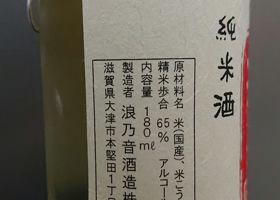 純米酒
原材料名 米(国産)、米こう
精米歩合 65% アルコール
内容量 180ml
製造者 浪乃音酒造株
滋賀県大津市本堅田1丁